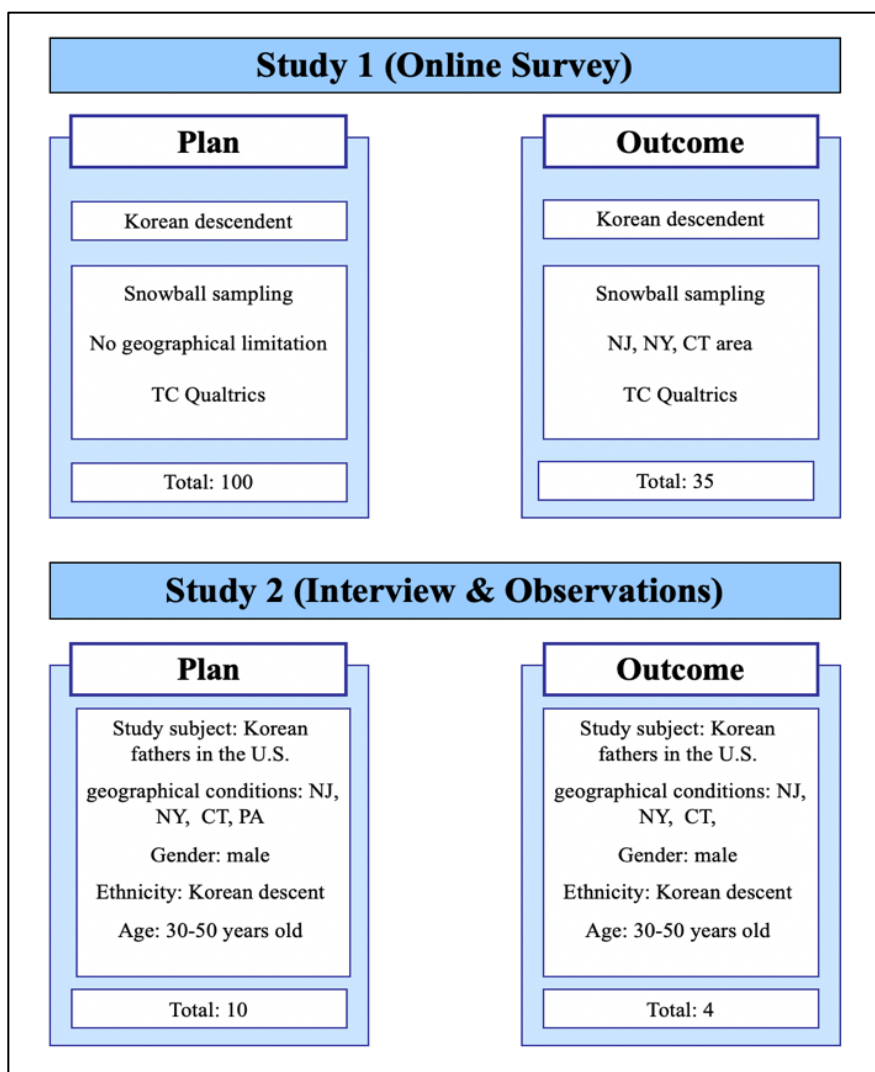 Study 1 (Online Survey)
Plan
Korean descendent
Snowball sampling
No geographical limitation
TC Qualtrics
Total: 100
Outcome
Korean descendent
Snowball sampling
NJ, NY, CT area
TC Qualtrics
Total: 35
Study 2 (Interview & Observations)
Plan
Study subject: Korean
fathers in the U.S.
geographical conditions: NJ,
NY, CT, PA
Gender: male
Ethnicity: Korean descent
Age: 30-50 years old
Total: 10
Outcome
Study subject: Korean
fathers in the U.S.
geographical conditions: NJ,
NY, CT,
Gender: male
Ethnicity: Korean descent
Age: 30-50 years old
Total: 4